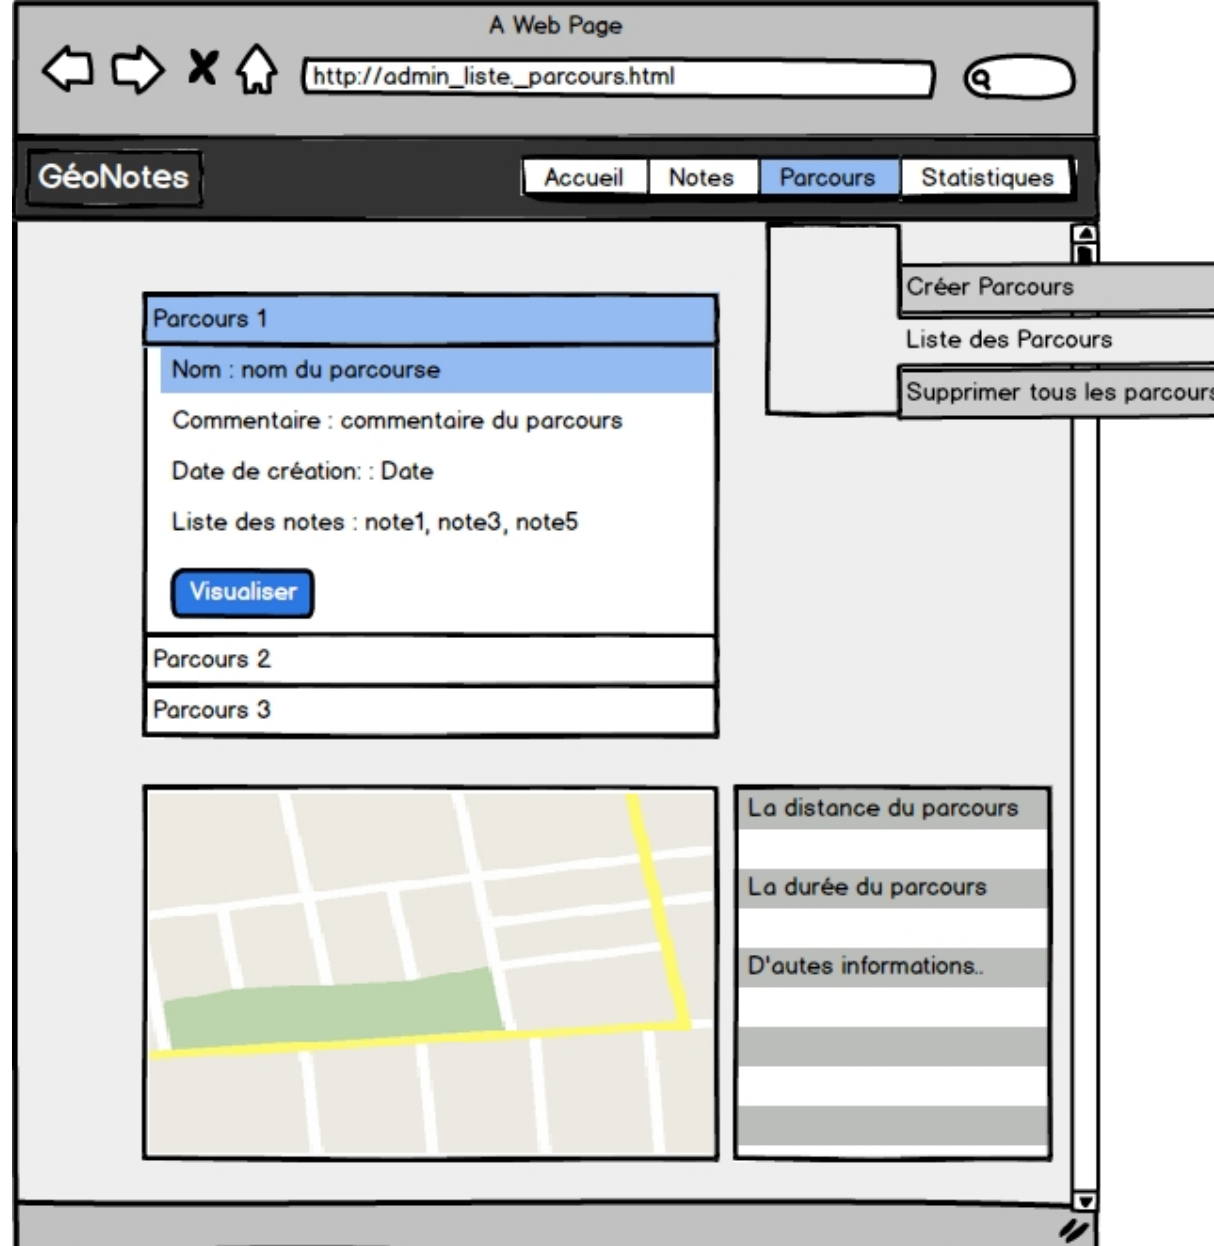 A Web Page
http://admin_liste._parcours.html
GéoNotes
Accueil Notes Parcours Statistiques
Créer Parcours
Liste des Parcours
Supprimer tous les parcours
Parcours 1
Nom : nom du parcourse
Commentaire : commentaire du parcours
Date de création: : Date
Liste des notes : note1, note3, note5
Visualiser
Parcours 2
Parcours 3
La distance du parcours
La durée du parcours
D'autes informations..